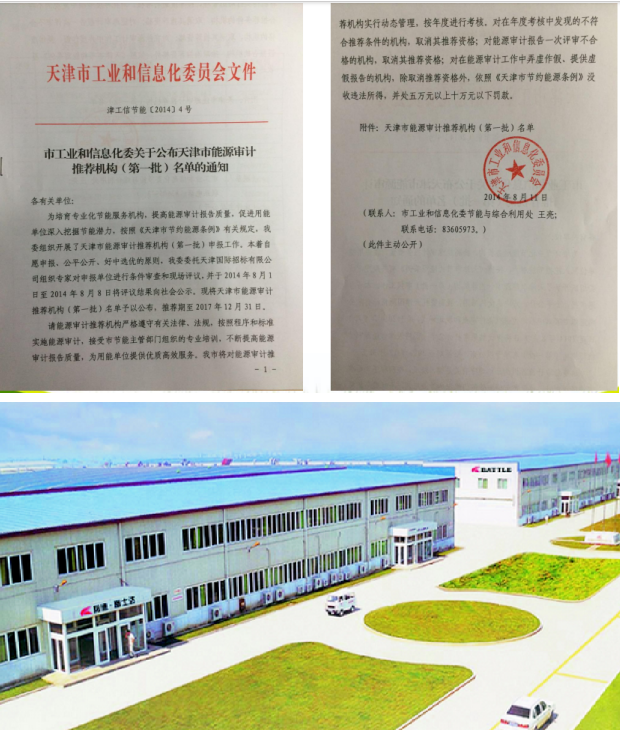 天津市工业和信息化委员会文件
津工信节能〔2014〕4号
市工业和信息化委关于公布天津市能源审计
推荐机构（第一批）名单的通知
各有关单位：
为培育专业化节能服务机构，提高能源审计报告质量，促进用能
单位深入挖掘节能潜力，按照《天津市节约能源条例》有关规定，我
委组织开展了天津市能源审计推荐机构（第一批）申报工作。本着自
愿申报、公平公开、好中选优的原则，我委委托天津国际招标有限公
司组织专家对申报单位进行条件审查和现场评议，并于2014年8月1
日至2014年8月8日将评议结果向社会公示。现将天津市能源审计
推荐机构（第一批）名单予以公布，推荐期至2017年12月31日。
请能源审计推荐机构严格遵守有关法律、法规，按照程序和标准
实施能源审计，接受市节能主管部门组织的专业培训，不断提高能源
审计报告质量，为用能单位提供优质高效服务。我市将对能源审计推
- 1 -
荐机构实行动态管理，按年度进行考核。对在年度考核中发现的不符
合推荐条件的机构，取消其推荐资格；对能源审计报告一次评审不合
格的机构，取消其推荐资格；对在能源审计工作中弄虚作假、提供虚
假报告的机构，除取消推荐资格外，依照《天津市节约能源条例》没
收违法所得，并处五万元以上十万元以下罚款。
附件：天津市能源审计推荐机构（第一批）名单
天津市工业和信息化委员会
2014年8月11日
（联系人：市工业和信息化委节能与综合利用处 王亮；
联系电话：83605973。）
（此件主动公开）
BATTLE